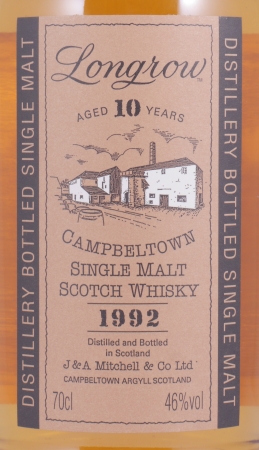 Longrow
AGED 10 YEARS
CAMPBELTOWN
SINGLE MALT
SCOTCH WHISKY
1992
Distilled and Bottled
in Scotland
J & A Mitchell & Co Ltd
CAMPBELTOWN ARGYLL SCOTLAND
70cl 46%vol
DISTILLERY BOTTLED SINGLE MALT
DISTILLERY BOTTLED SINGLE MALT